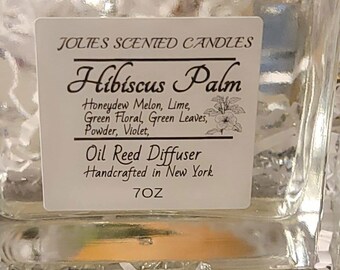 JOLIES SCENTED CANDLES
Hibiscus Palm
Honeydew Melon, Lime,
Green Floral, Green Leaves,
Powder, Violet,
Oil Reed Diffuser
Handcrafted in New York
7OZ